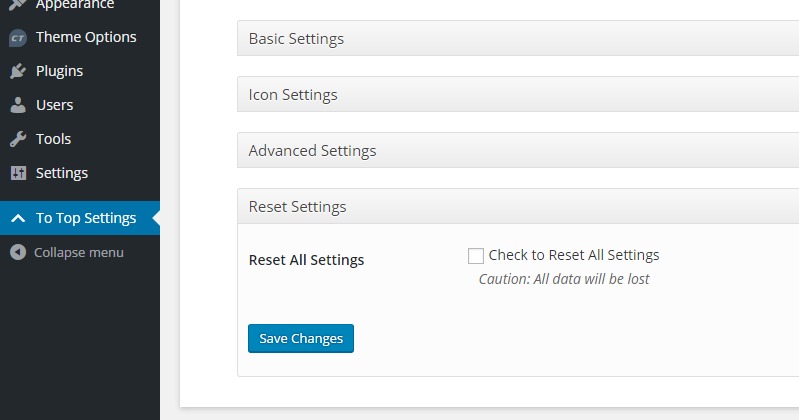 Appearance
CT
Theme Options
Plugins
Users
Tools
Settings
To Top Settings
Collapse menu
Basic Settings
Icon Settings
Advanced Settings
Reset Settings
Reset All Settings
Check to Reset All Settings
Caution: All data will be lost
Save Changes